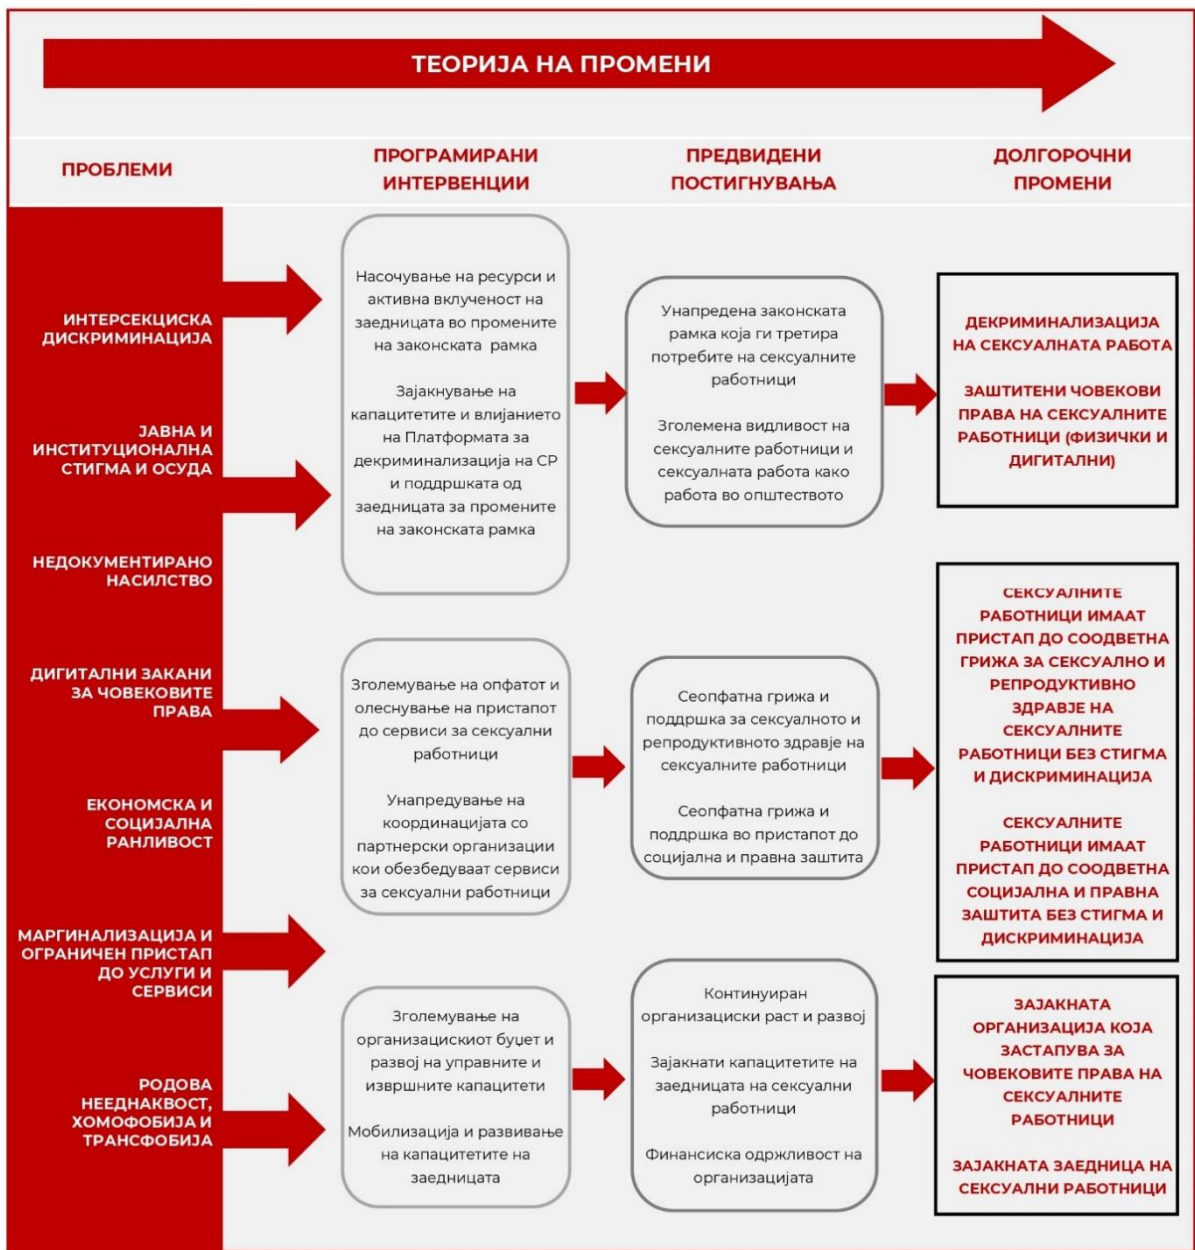 ТЕОРИЈА НА ПРОМЕНИ
ПРОБЛЕМИ
ПРОГРАМИРАНИ
ИНТЕРВЕНЦИИ
ПРЕДВИДЕНИ
ПОСТИГНУВАЊА
ДОЛГОРОЧНИ
ПРОМЕНИ
ИНТЕРСЕКЦИСКА
ДИСКРИМИНАЦИЈА
ЈАВНА И
ИНСТИТУЦИОНАЛНА
СТИГМА И ОСУДА
НЕДОКУМЕНТИРАНО
НАСИЛСТВО
ДИГИТАЛНИ ЗАКАНИ
ЗА ЧОВЕКОВИТЕ
ПРАВА
ЕКОНОМСКА И
СОЦИЈАЛНА
РАНЛИВОСТ
МАРГИНАЛИЗАЦИЈА И
ОГРАНИЧЕН ПРИСТАП
ДО УСЛУГИ И
СЕРВИСИ
РОДОВА
НЕЕДНАКВОСТ,
ХОМОФОБИЈА И
ТРАНСФОБИЈА
Насочување на ресурси и
активна вклученост на
заедницата во промените
на законската рамка
Зајакнување на
капацитетите и влијанието
на Платформата за
декриминализација на СР
и поддршката од
заедницата за промените
на законската рамка
Унапредена законската
рамка која ги третира
потребите на сексуалните
работници
Зголемена видливост на
сексуалните работници и
сексуалната работа како
работа во општеството
ДЕКРИМИНАЛИЗАЦИЈА
НА СЕКСУАЛНАТА РАБОТА
ЗАШТИТЕНИ ЧОВЕКОВИ
ПРАВА НА СЕКСУАЛНИТЕ
РАБОТНИЦИ (ФИЗИЧКИ И
ДИГИТАЛНИ)
Зголемување на опфатот и
олеснување на пристапот
до сервиси за сексуални
работници
Унапредување на
координацијата со
партнерски организации
кои обезбедуваат сервиси
за сексуални работници
Сеопфатна грижа и
поддршка за сексуалното и
репродуктивното здравје на
сексуалните работници
Сеопфатна грижа и
поддршка во пристапот до
социјална и правна заштита
СЕКСУАЛНИТЕ
РАБОТНИЦИ ИМААТ
ПРИСТАП ДО СООДВЕТНА
ГРИЖА ЗА СЕКСУАЛНО И
РЕПРОДУКТИВНО
ЗДРАВЈЕ НА
СЕКСУАЛНИТЕ
РАБОТНИЦИ БЕЗ СТИГМА
И ДИСКРИМИНАЦИЈА
СЕКСУАЛНИТЕ
РАБОТНИЦИ ИМААТ
ПРИСТАП ДО СООДВЕТНА
СОЦИЈАЛНА И ПРАВНА
ЗАШТИТА БЕЗ СТИГМА И
ДИСКРИМИНАЦИЈА
Зголемување на
организацискиот буџет и
развој на управните и
извршните капацитети
Мобилизација и развивање
на капацитетите на
заедницата
Континуиран
организациски раст и развој
Зајакнати капацитетите на
заедницата на сексуални
работници
Финансиска одржливост на
организацијата
ЗАЈАКНАТА
ОРГАНИЗАЦИЈА КОЈА
ЗАСТАПУВА ЗА
ЧОВЕКОВИТЕ ПРАВА НА
СЕКСУАЛНИТЕ
РАБОТНИЦИ
ЗАЈАКНАТА ЗАЕДНИЦА НА
СЕКСУАЛНИ РАБОТНИЦИ